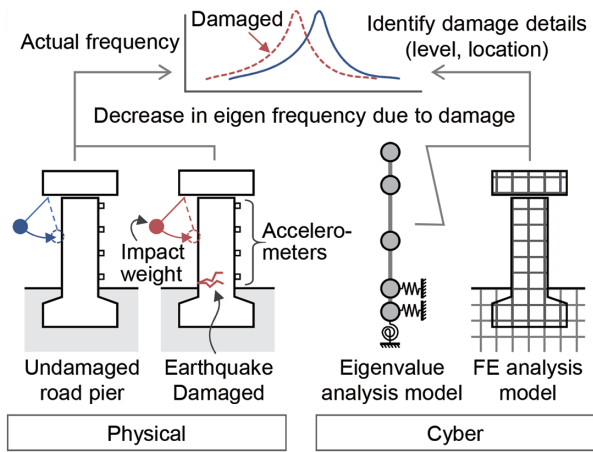 Actual frequency
Damaged
Identify damage details
(level, location)
Decrease in eigen frequency due to damage
Impact
weight
Accelero-
meters
Undamaged
road pier
Earthquake
Damaged
Eigenvalue
analysis model
FE analysis
model
Physical
Cyber